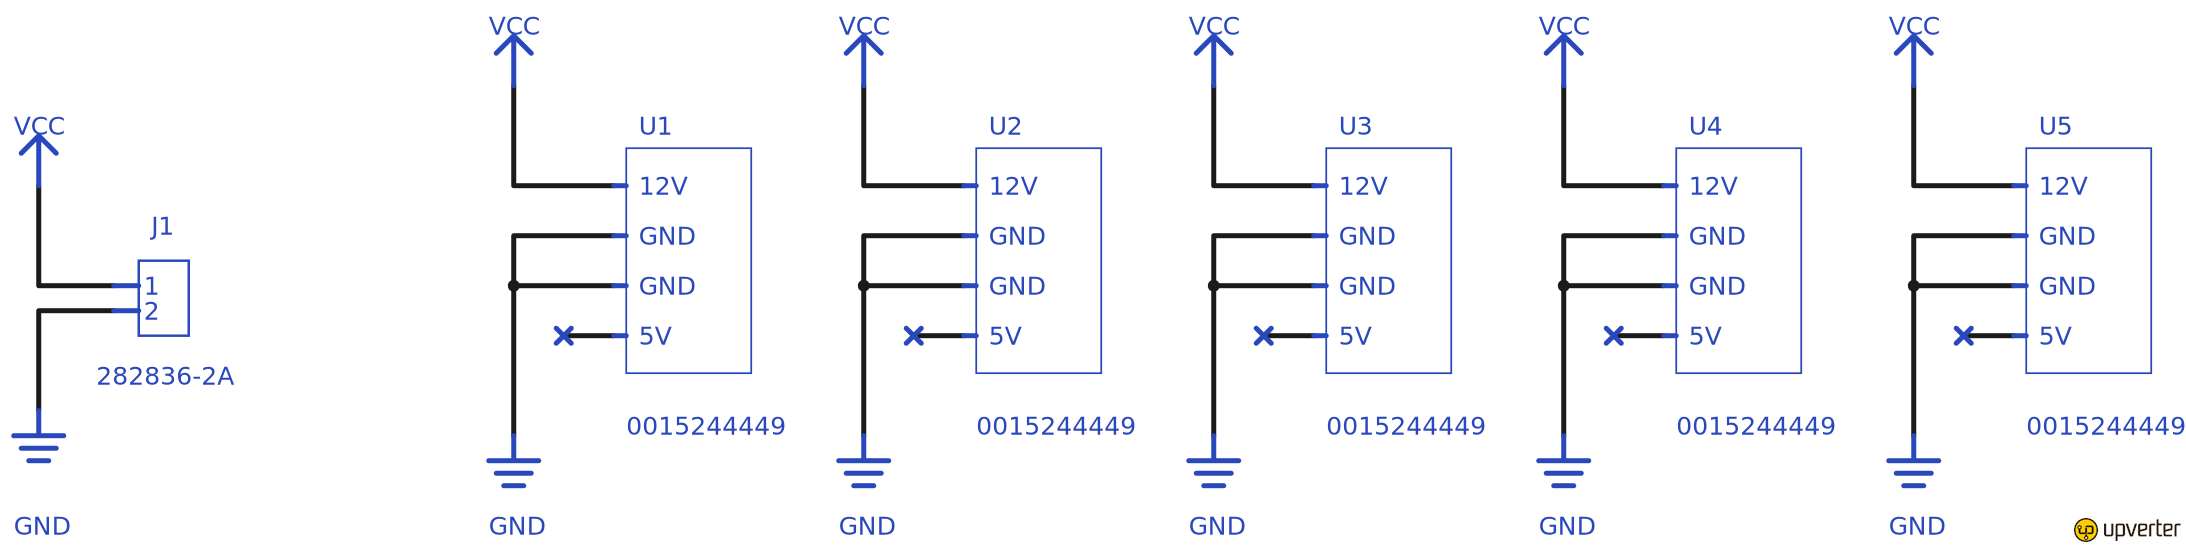 VCC
J1
1
2
282836-2A
GND
VCC
U1
12V
GND
GND
5V
0015244449
GND
VCC
U2
12V
GND
GND
5V
0015244449
GND
VCC
U3
12V
GND
GND
5V
0015244449
GND
VCC
U4
12V
GND
GND
5V
0015244449
GND
VCC
U5
12V
GND
GND
5V
0015244449
GND
upverter